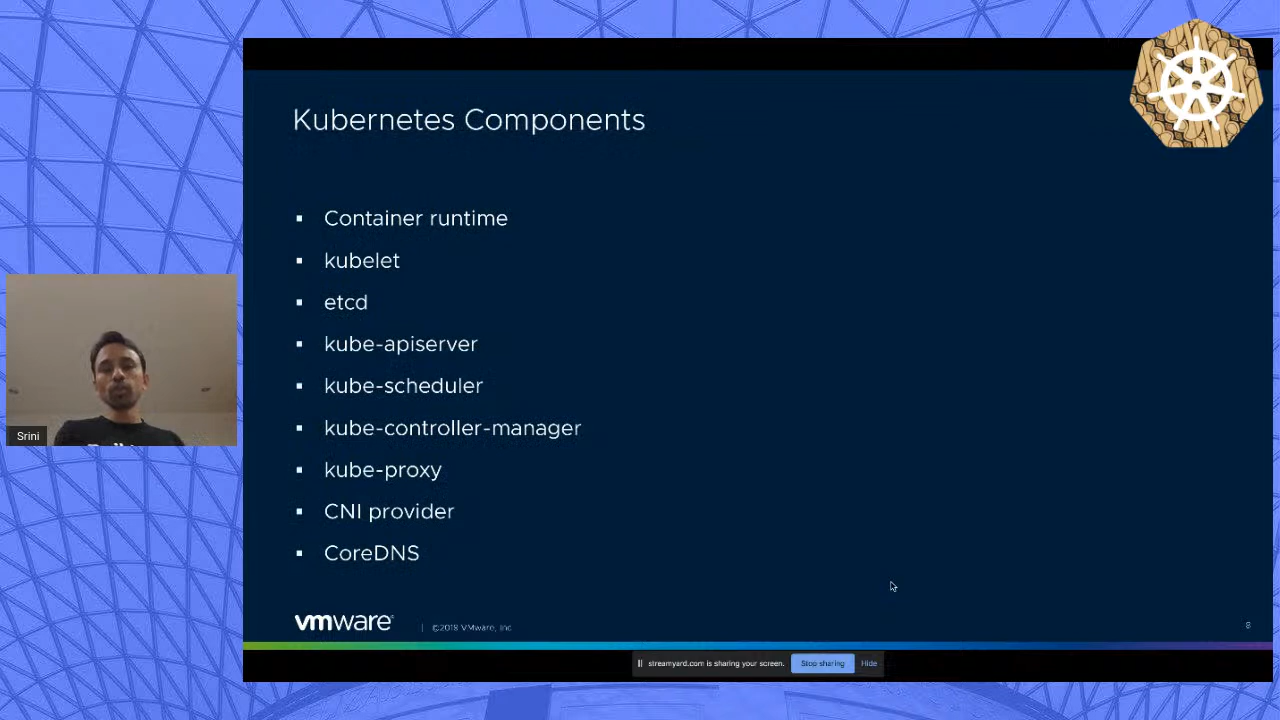 Kubernetes Components
▪ Container runtime
▪ kubelet
▪ etcd
▪ kube-apiserver
▪ kube-scheduler
▪ kube-controller-manager
▪ kube-proxy
▪ CNI provider
▪ CoreDNS
Srini
vmware | ©2018 VMware, Inc
streamyard.com is sharing your screen. Stop sharing Hide